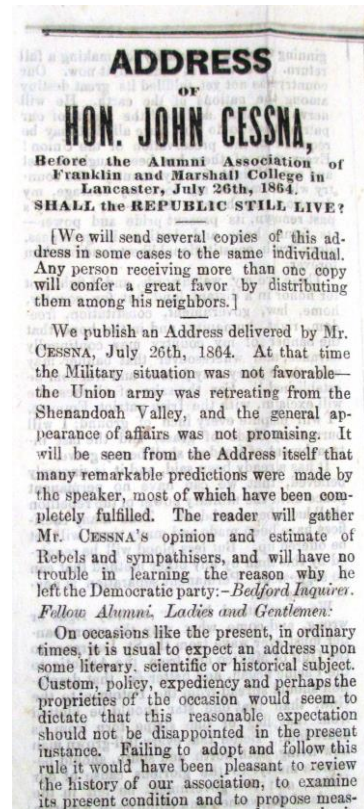 ADDRESS
OF
HON. JOHN CESSNA,
Before the Alumni Association of
Franklin and Marshall College in
Lancaster, July 26th, 1864.
SHALL the REPUBLIC STILL LIVE?
[We will send several copies of this ad-
dress in some cases to the same individual.
Any person receiving more than one copy
will confer a great favor by distributing
them among his neighbors.]
We publish an Address delivered by Mr.
CESSNA, July 26th, 1864. At that time
the Military situation was not favorable—
the Union army was retreating from the
Shenandoah Valley, and the general ap-
pearance of affairs was not promising. It
will be seen from the Address itself that
many remarkable predictions were made by
the speaker, most of which have been com-
pletely fulfilled. The reader will gather
Mr. CESSNA'S opinion and estimate of
Rebels and sympathisers, and will have no
trouble in learning the reason why he
left the Democratic party:—Bedford Inquirer.
Fellow Alumni, Ladies and Gentlemen:
On occasions like the present, in ordinary
times, it is usual to expect an address upon
some literary. scientific or historical subject.
Custom, policy, expediency and perhaps the
proprieties of the occasion would seem to
dictate that this reasonable expectation
should not be disappointed in the present
instance. Failing to adopt and follow this
rule it would have been pleasant to review
the history of our association, to examine
its present condition and to propose meas-